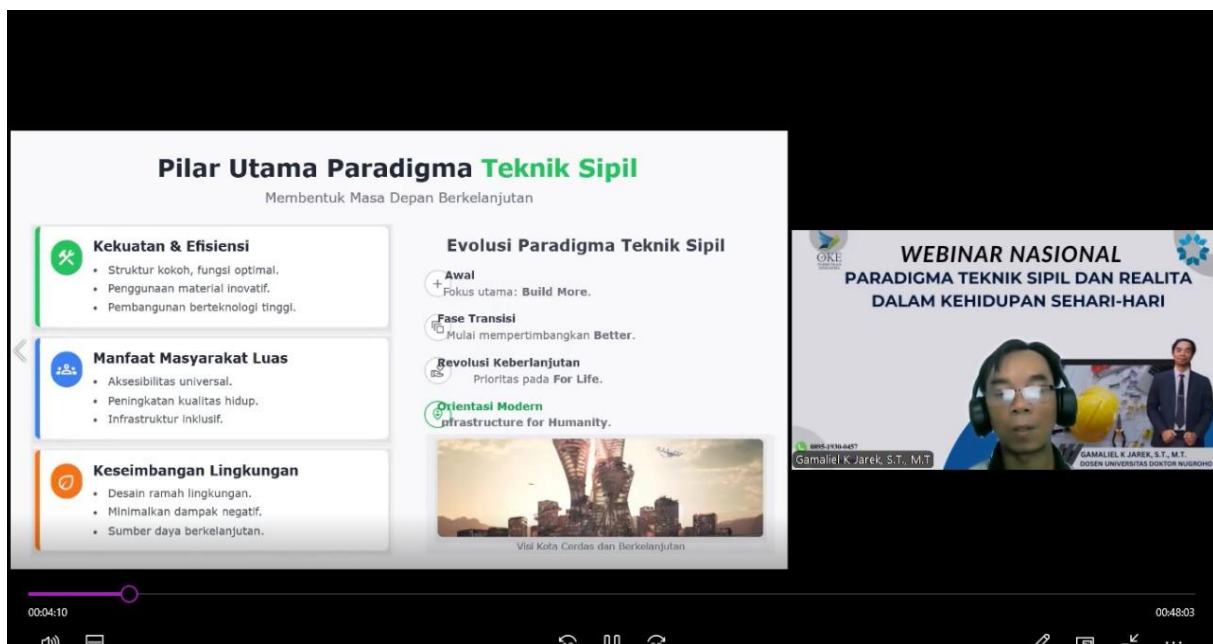 Pilar Utama Paradigma Teknik Sipil
Membentuk Masa Depan Berkelanjutan
Kekuatan & Efisiensi
• Struktur kokoh, fungsi optimal.
• Penggunaan material inovatif.
• Pembangunan berteknologi tinggi.
Manfaat Masyarakat Luas
• Aksesibilitas universal.
• Peningkatan kualitas hidup.
• Infrastruktur inklusif.
Keseimbangan Lingkungan
• Desain ramah lingkungan.
• Minimalkan dampak negatif.
• Sumber daya berkelanjutan.
Evolusi Paradigma Teknik Sipil
Awal
Fokus utama: Build More.
Fase Transisi
Mulai mempertimbangkan Better.
Revolusi Keberlanjutan
Prioritas pada For Life.
Orientasi Modern
Infrastructure for Humanity.
Visi Kota Cerdas dan Berkelanjutan
OKE
WEBINAR NASIONAL
PARADIGMA TEKNIK SIPIL DAN REALITA
DALAM KEHIDUPAN SEHARI-HARI
0895-1930-0457
Gamaliel K Jarek, S.T., M.T
GAMALIEL K JAREK, S.T., M.T.
DOSEN UNIVERSITAS DOKTOR NUGROHO
00:04:10
00:48:03